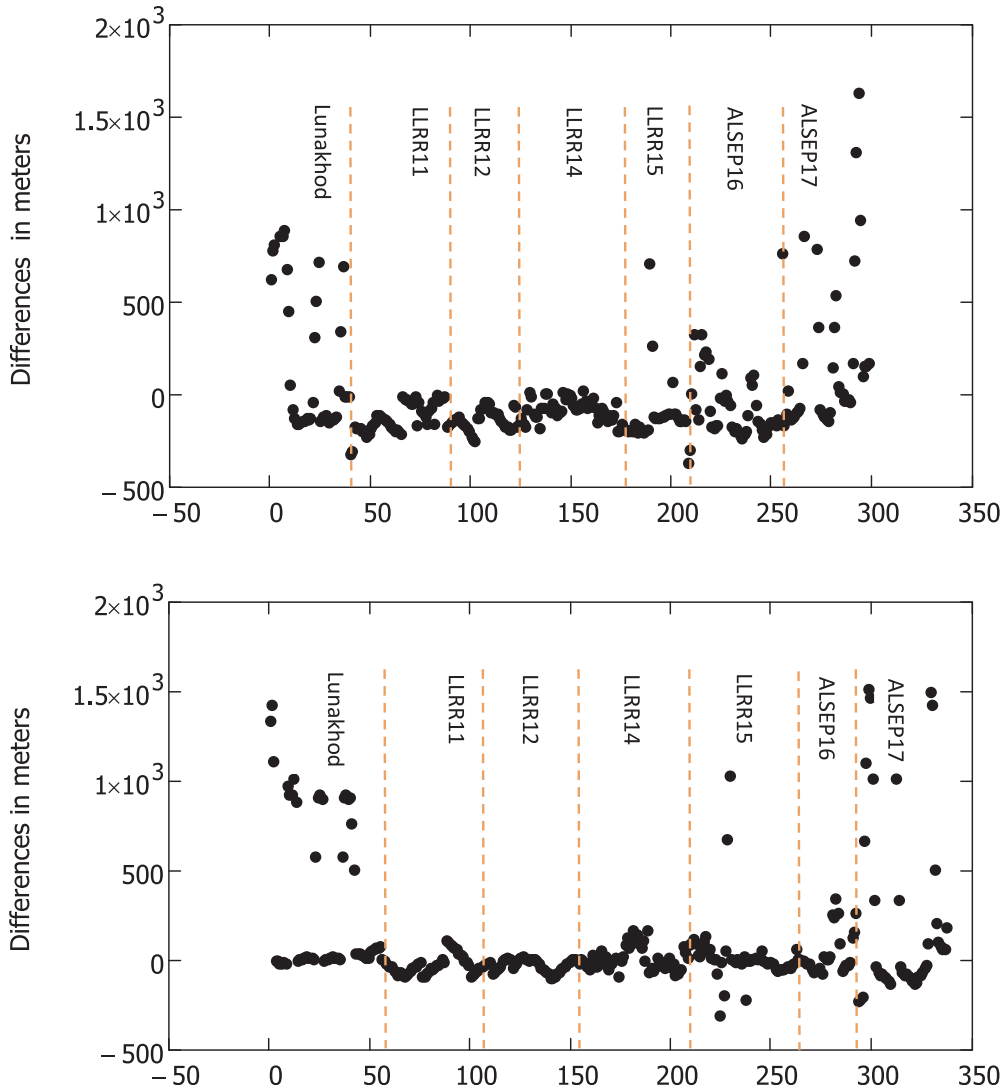 2×10³
1.5×10³
1×10³
500
0
−500
Differences in meters
Lunakhod
LLRR11
LLRR12
LLRR14
LLRR15
ALSEP16
ALSEP17
−50
0
50
100
150
200
250
300
350
2×10³
1.5×10³
1×10³
500
0
−500
Differences in meters
Lunakhod
LLRR11
LLRR12
LLRR14
LLRR15
ALSEP16
ALSEP17
−50
0
50
100
150
200
250
300
350